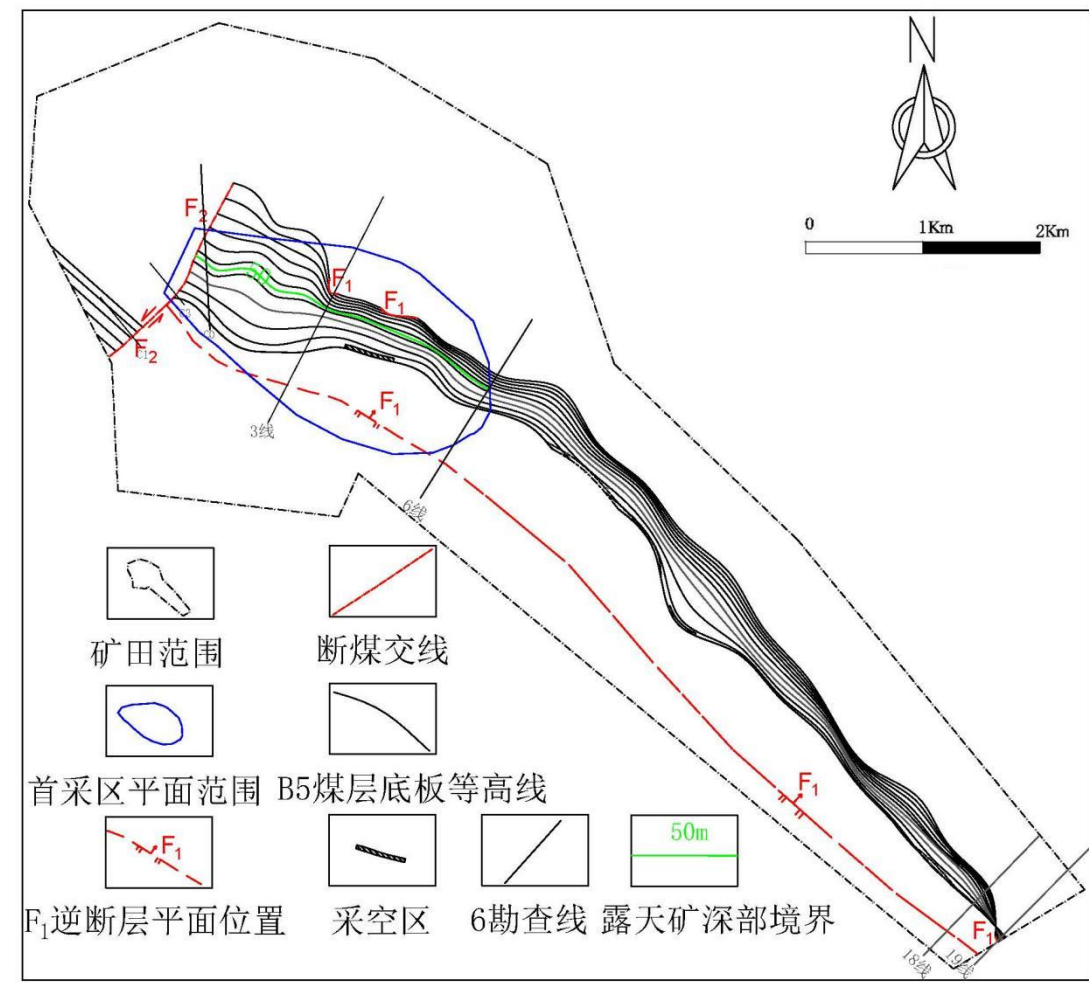 N
0 1Km 2Km
F₂
F₁
F₁
C3
F₂
C1
F₁
3线
6线
矿田范围
断煤交线
首采区平面范围
B5煤层底板等高线
F₁
50m
F₁逆断层平面位置
采空区
6勘查线
露天矿深部境界
F₁
F₁
18线
19线